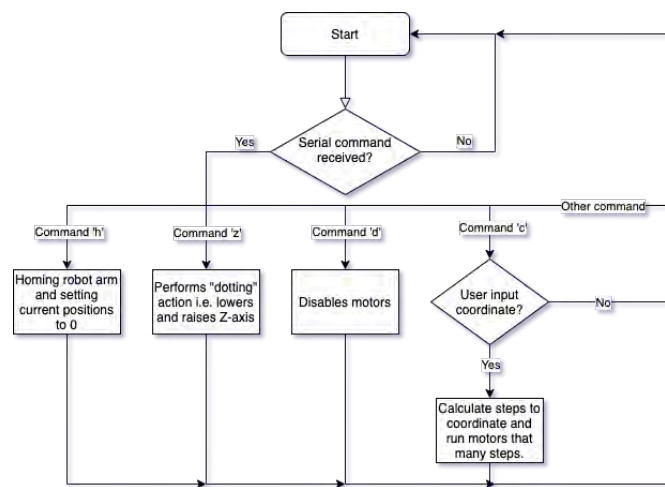 Start
Serial command
received?
Yes
No
Other command
Command 'h'
Command 'z'
Command 'd'
Command 'c'
Homing robot arm
and setting
current positions
to 0
Performs "dotting"
action i.e. lowers
and raises Z-axis
Disables motors
User input
coordinate?
No
Yes
Calculate steps to
coordinate and
run motors that
many steps.